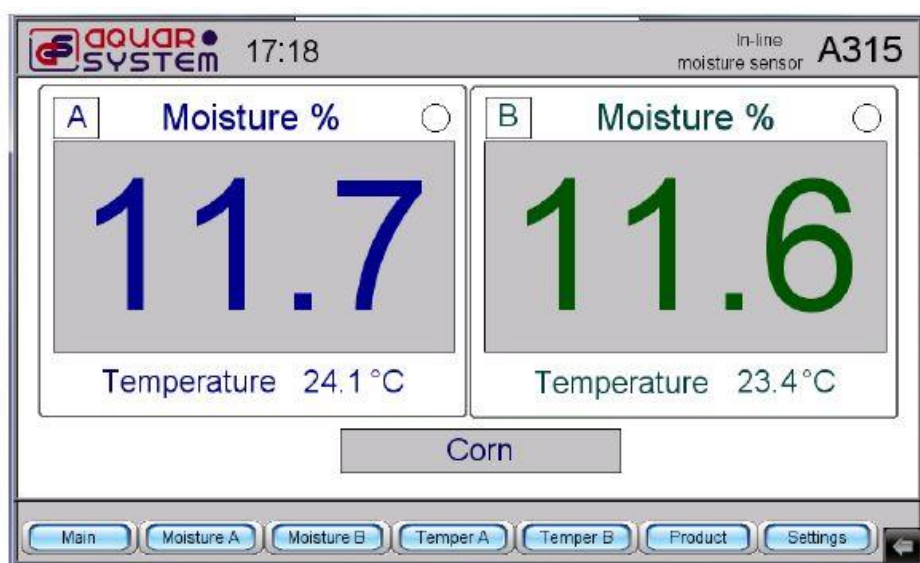 aquar
system
17:18
In-line
moisture sensor
A315
A
Moisture %
11.7
Temperature 24.1 °C
B
Moisture %
11.6
Temperature 23.4 °C
Corn
Main
Moisture A
Moisture B
Temper A
Temper B
Product
Settings